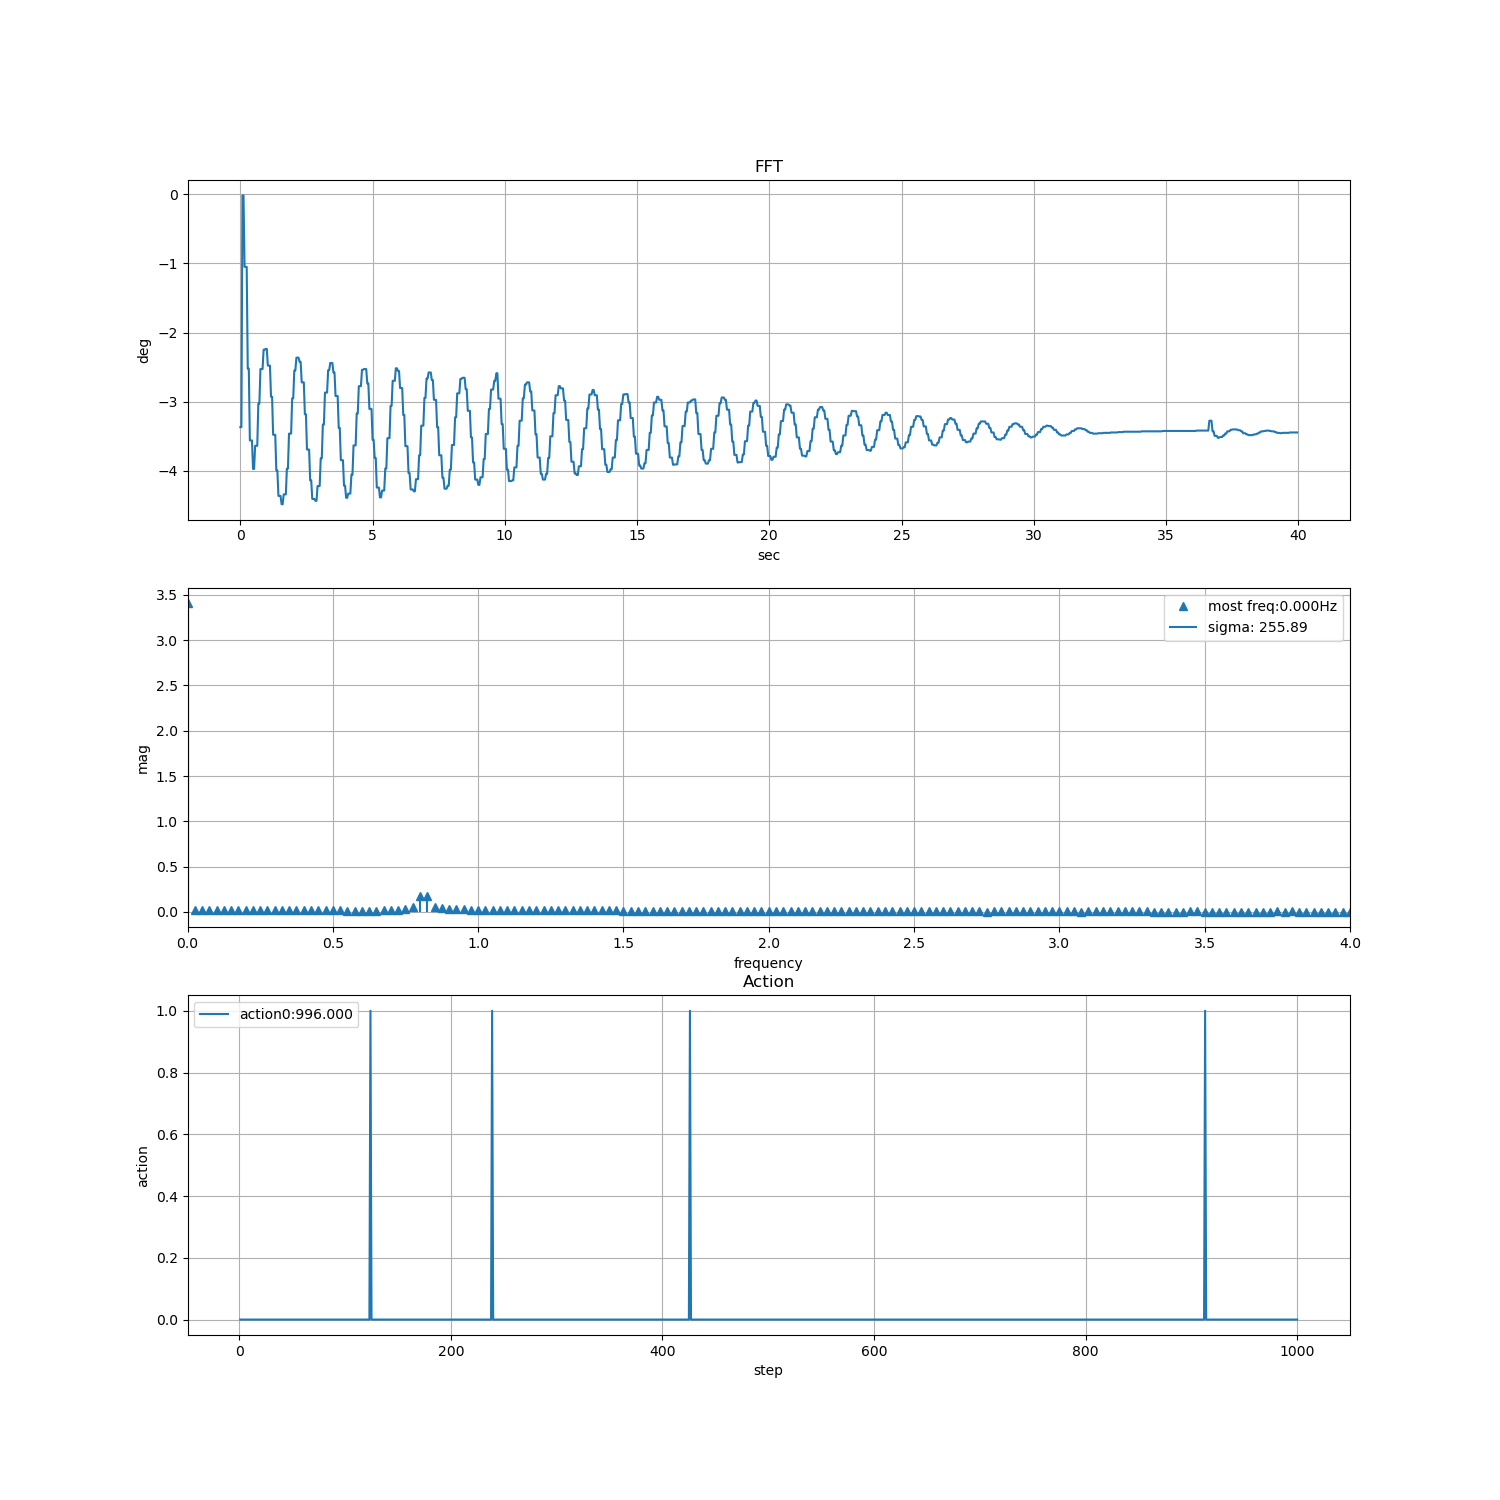 FFT
0
−1
−2
−3
−4
deg
0 5 10 15 20 25 30 35 40
sec
3.5
3.0
2.5
2.0
1.5
1.0
0.5
0.0
mag
most freq:0.000Hz
sigma: 255.89
0.0 0.5 1.0 1.5 2.0 2.5 3.0 3.5 4.0
frequency
Action
1.0
0.8
0.6
0.4
0.2
0.0
action
action0:996.000
0 200 400 600 800 1000
step